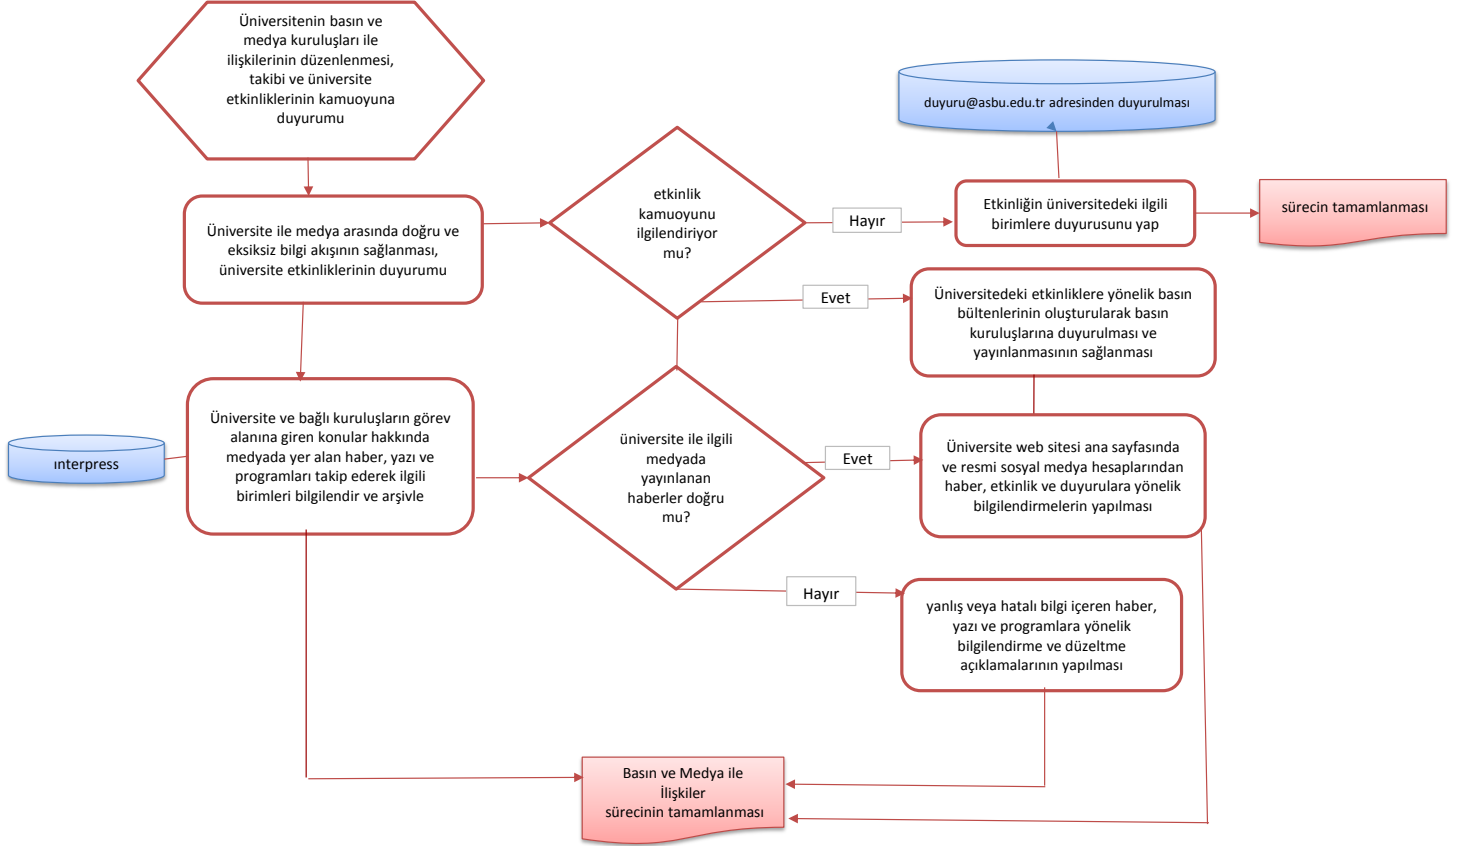 Üniversitenin basın ve
medya kuruluşları ile
ilişkilerinin düzenlenmesi,
takibi ve üniversite
etkinliklerinin kamuoyuna
duyurumu
duyuru@asbu.edu.tr adresinden duyurulması
Üniversite ile medya arasında doğru ve
eksiksiz bilgi akışının sağlanması,
üniversite etkinliklerinin duyurumu
etkinlik
kamuoyunu
ilgilendiriyor
mu?
Hayır
Etkinliğin üniversitedeki ilgili
birimlere duyurusunu yap
sürecin tamamlanması
Evet
Üniversitedeki etkinliklere yönelik basın
bültenlerinin oluşturularak basın
kuruluşlarına duyurulması ve
yayınlanmasının sağlanması
ınterpress
Üniversite ve bağlı kuruluşların görev
alanına giren konular hakkında
medyada yer alan haber, yazı ve
programları takip ederek ilgili
birimleri bilgilendir ve arşivle
üniversite ile ilgili
medyada
yayınlanan
haberler doğru
mu?
Evet
Üniversite web sitesi ana sayfasında
ve resmi sosyal medya hesaplarından
haber, etkinlik ve duyurulara yönelik
bilgilendirmelerin yapılması
Hayır
yanlış veya hatalı bilgi içeren haber,
yazı ve programlara yönelik
bilgilendirme ve düzeltme
açıklamalarının yapılması
Basın ve Medya ile
İlişkiler
sürecinin tamamlanması